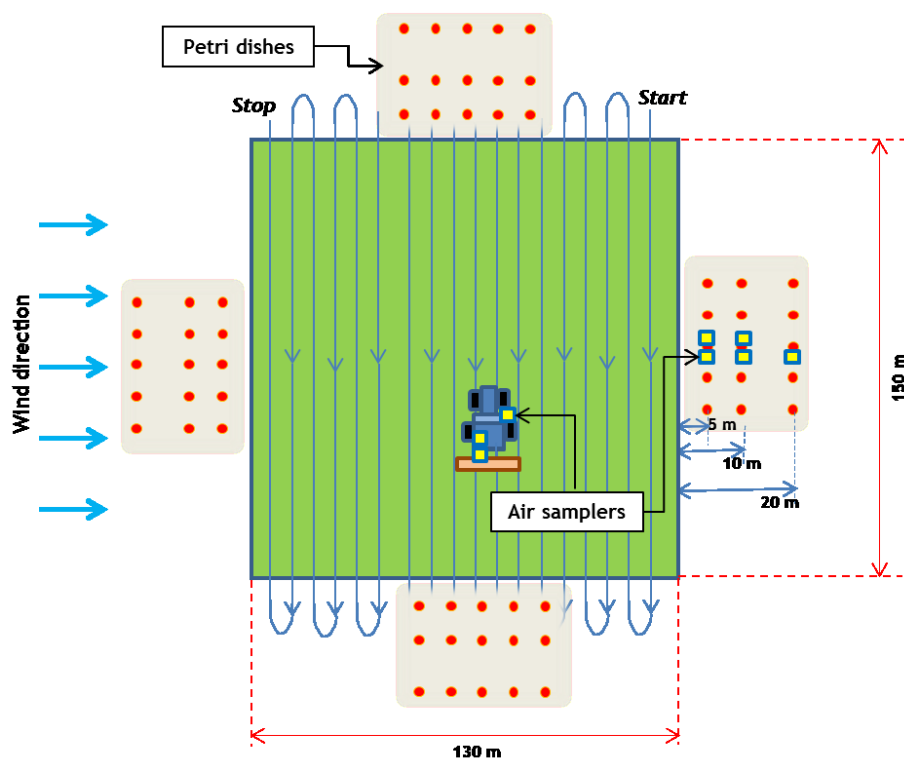 Petri dishes
Stop
Start
Wind direction
5 m
10 m
20 m
150 m
Air samplers
130 m